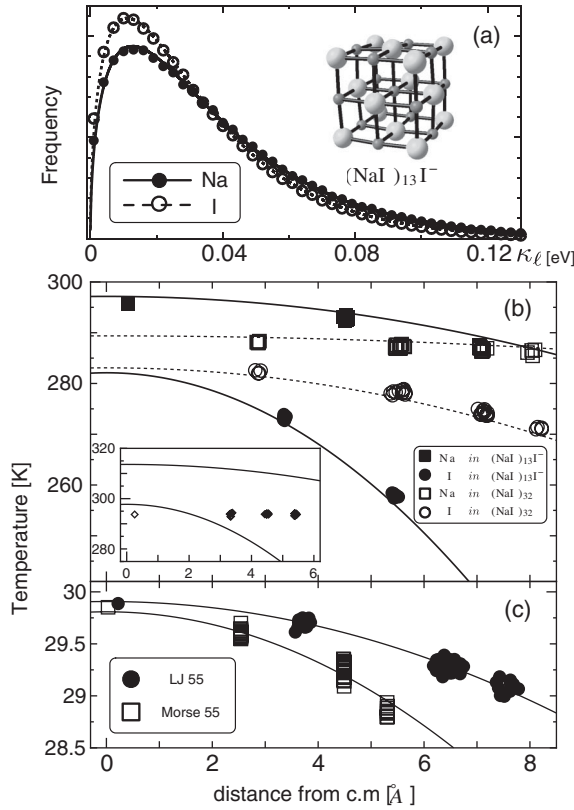 (a)
Frequency
Na
I
(NaI )13I−
0 0.04 0.08 0.12 κℓ [eV]
(b)
300
280
260
Temperature [K]
Na in (NaI )13I−
I in (NaI )13I−
Na in (NaI )32
I in (NaI )32
320
300
280
0 2 4 6
(c)
30
29.5
29
28.5
LJ 55
Morse 55
0 2 4 6 8
distance from c.m [Å]